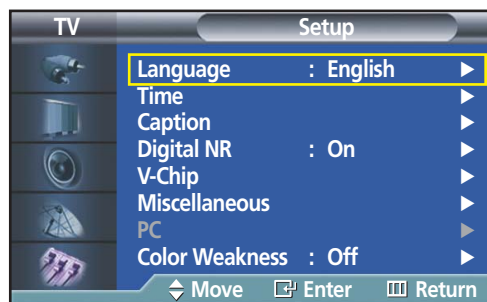 TV Setup
Language : English
Time
Caption
Digital NR : On
V-Chip
Miscellaneous
PC
Color Weakness : Off
Move Enter Return